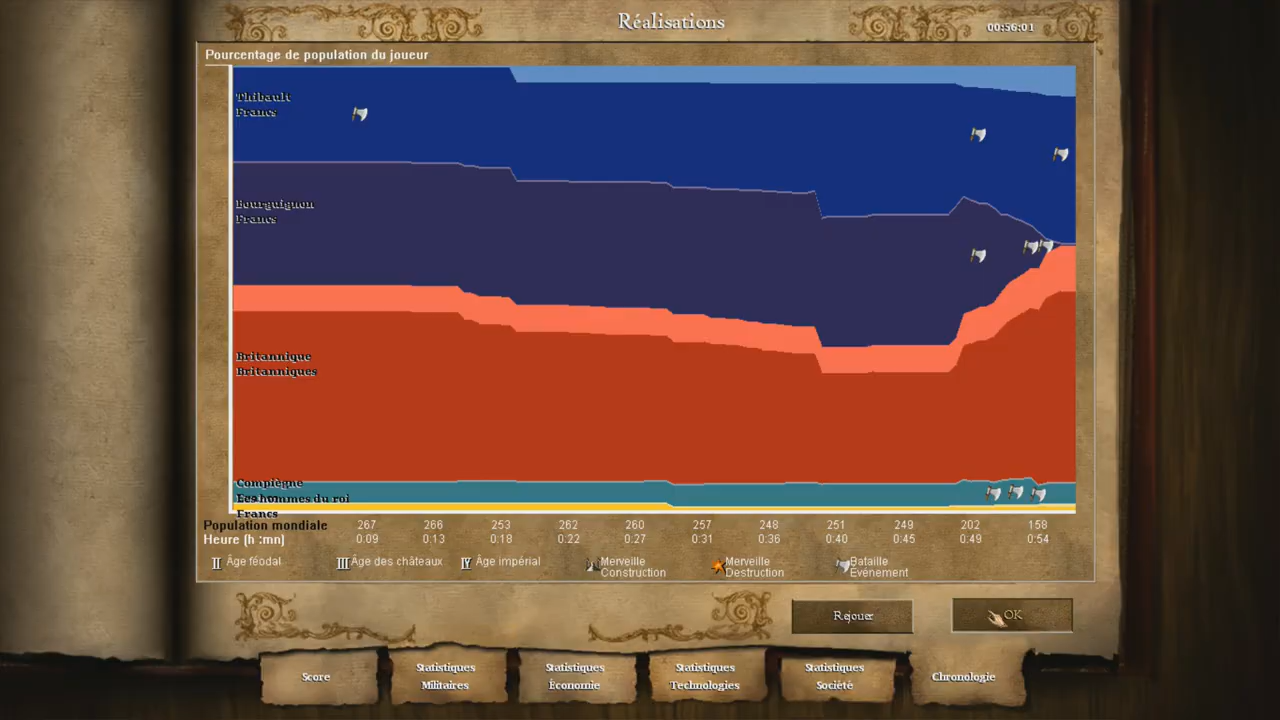 Réalisations
00:56:01
Pourcentage de population du joueur
Thibault
Francs
Bourguignon
Francs
Britannique
Britanniques
Compiègne
Les hommes du roi
Francs
Population mondiale 267 266 253 262 260 257 248 251 249 202 158
Heure (h :mn) 0:09 0:13 0:18 0:22 0:27 0:31 0:36 0:40 0:45 0:49 0:54
II Âge féodal III Âge des châteaux IV Âge impérial Merveille Construction Merveille Destruction Bataille Événement
Rejouer OK
Score Statistiques Militaires Statistiques Économie Statistiques Technologies Statistiques Société Chronologie